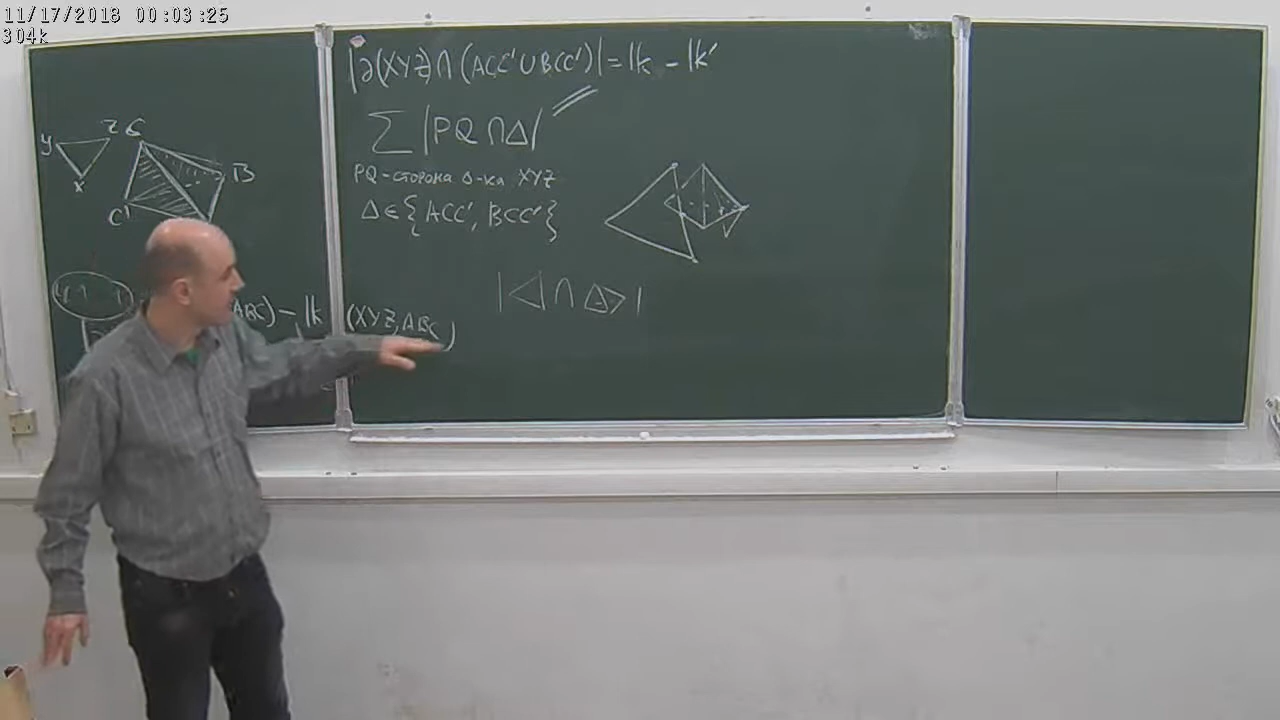 11/17/2018 00:03:25
304k
|∂(XYZ)∩(ACC'∪BCC')|=lk - lk'
∑ |PQ∩Δ|
PQ-сторона Δ-ка XYZ
Δ∈{ACC', BCC'}
Y Z C
X B
C'
ABC) - lk (XYZ, ABC)